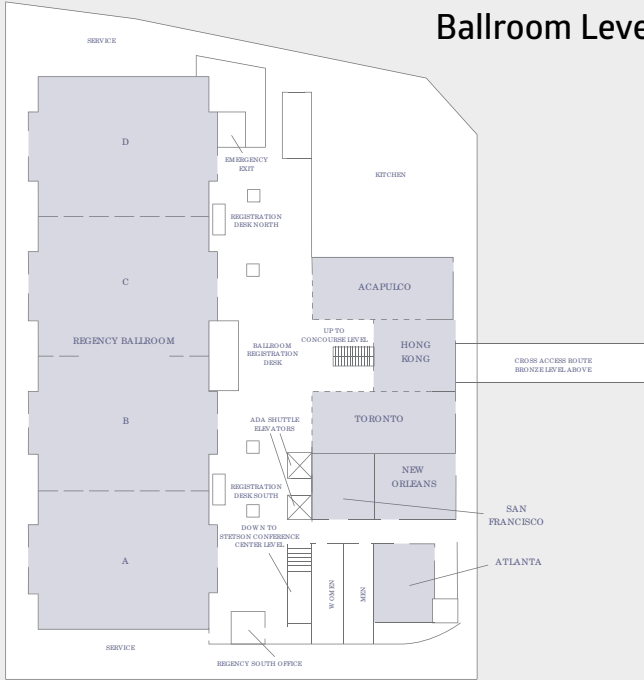 Ballroom Leve
SERVICE
D
EMERGENCY
EXIT
KITCHEN
REGISTRATION
DESK NORTH
C
ACAPULCO
REGENCY BALLROOM
BALLROOM
REGISTRATION
DESK
UP TO
CONCOURSE LEVEL
HONG
KONG
CROSS ACCESS ROUTE
BRONZE LEVEL ABOVE
B
ADA SHUTTLE
ELEVATORS
TORONTO
NEW
ORLEANS
REGISTRATION
DESK SOUTH
SAN
FRANCISCO
DOWN TO
STETSON CONFERENCE
CENTER LEVEL
A
ATLANTA
WOMEN
MEN
SERVICE
REGENCY SOUTH OFFICE